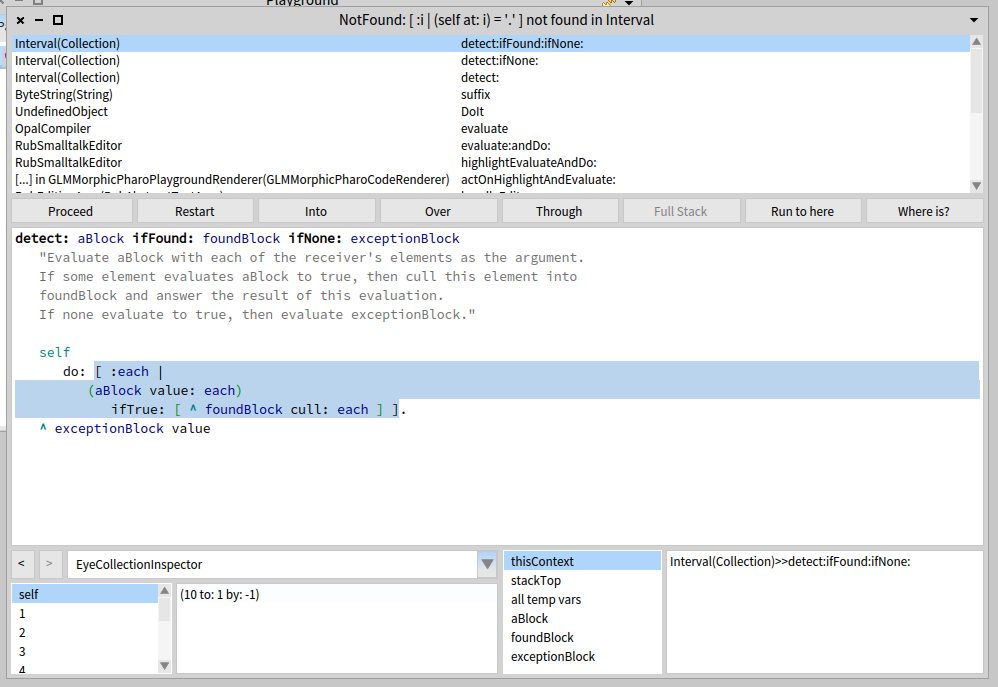 Playground
NotFound: [ :i | (self at: i) = '.' ] not found in Interval
Interval(Collection) detect:ifFound:ifNone:
Interval(Collection) detect:ifNone:
Interval(Collection) detect:
ByteString(String) suffix
UndefinedObject DoIt
OpalCompiler evaluate
RubSmalltalkEditor evaluate:andDo:
RubSmalltalkEditor highlightEvaluateAndDo:
[...] in GLMMorphicPharoPlaygroundRenderer(GLMMorphicPharoCodeRenderer) actOnHighlightAndEvaluate:
Proceed Restart Into Over Through Full Stack Run to here Where is?
detect: aBlock ifFound: foundBlock ifNone: exceptionBlock
"Evaluate aBlock with each of the receiver's elements as the argument.
If some element evaluates aBlock to true, then cull this element into
foundBlock and answer the result of this evaluation.
If none evaluate to true, then evaluate exceptionBlock."
self
do: [ :each |
(aBlock value: each)
ifTrue: [ ^ foundBlock cull: each ] ].
^ exceptionBlock value
< > EyeCollectionInspector
self
1
2
3
4
(10 to: 1 by: -1)
thisContext
stackTop
all temp vars
aBlock
foundBlock
exceptionBlock
Interval(Collection)>>detect:ifFound:ifNone: